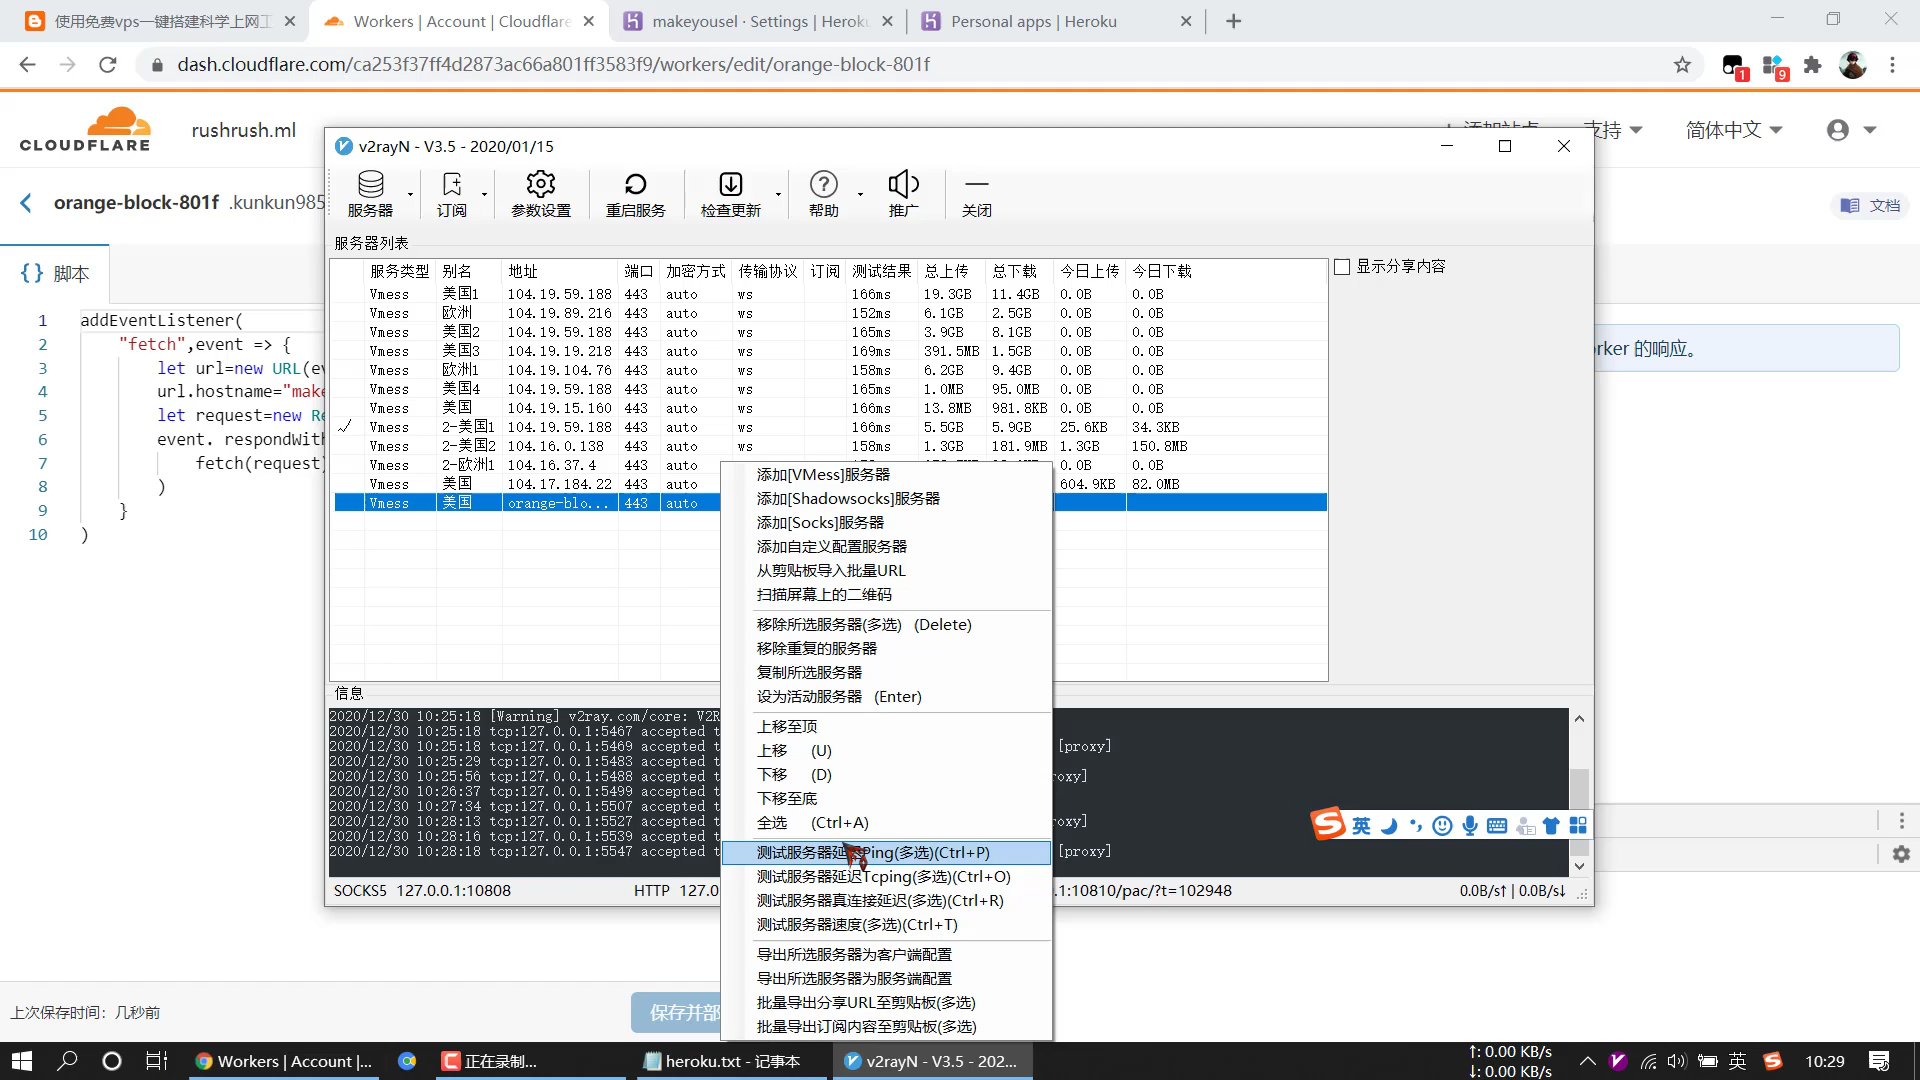 使用免费vps一键搭建科学上网工
Workers | Account | Cloudflare
makeyousel · Settings | Heroku
Personal apps | Heroku
dash.cloudflare.com/ca253f37ff4d2873ac66a801ff3583f9/workers/edit/orange-block-801f
1
9
CLOUDFLARE
rushrush.ml
支持
简体中文
v2rayN - V3.5 - 2020/01/15
服务器
订阅
参数设置
重启服务
检查更新
帮助
推广
关闭
orange-block-801f .kunkun985
文档
服务器列表
显示分享内容
{} 脚本
服务类型 别名 地址 端口 加密方式 传输协议 订阅 测试结果 总上传 总下载 今日上传 今日下载
Vmess 美国1 104.19.59.188 443 auto ws 166ms 19.3GB 11.4GB 0.0B 0.0B
Vmess 欧洲 104.19.89.216 443 auto ws 152ms 6.1GB 2.5GB 0.0B 0.0B
Vmess 美国2 104.19.59.188 443 auto ws 165ms 3.9GB 8.1GB 0.0B 0.0B
Vmess 美国3 104.19.19.218 443 auto ws 169ms 391.5MB 1.5GB 0.0B 0.0B
Vmess 欧洲1 104.19.104.76 443 auto ws 158ms 6.2GB 9.4GB 0.0B 0.0B
Vmess 美国4 104.19.59.188 443 auto ws 165ms 1.0MB 95.0MB 0.0B 0.0B
Vmess 美国 104.19.15.160 443 auto ws 166ms 13.8MB 981.8KB 0.0B 0.0B
Vmess 2-美国1 104.19.59.188 443 auto ws 166ms 5.5GB 5.9GB 25.6KB 34.3KB
Vmess 2-美国2 104.16.0.138 443 auto ws 158ms 1.3GB 181.9MB 1.3GB 150.8MB
Vmess 2-欧洲1 104.16.37.4 443 auto 0.0B 0.0B
Vmess 美国 104.17.184.22 443 auto 604.9KB 82.0MB
Vmess 美国 orange-blo... 443 auto
1 addEventListener(
2 "fetch",event => {
3 let url=new URL(ev
4 url.hostname="make
5 let request=new Re
6 event. respondWith
7 fetch(request)
8 )
9 }
10 )
rker 的响应。
添加[VMess]服务器
添加[Shadowsocks]服务器
添加[Socks]服务器
添加自定义配置服务器
从剪贴板导入批量URL
扫描屏幕上的二维码
移除所选服务器(多选) (Delete)
移除重复的服务器
复制所选服务器
设为活动服务器 (Enter)
上移至顶
上移 (U)
下移 (D)
下移至底
全选 (Ctrl+A)
测试服务器延迟Ping(多选)(Ctrl+P)
测试服务器延迟Tcping(多选)(Ctrl+O)
测试服务器真连接延迟(多选)(Ctrl+R)
测试服务器速度(多选)(Ctrl+T)
导出所选服务器为客户端配置
导出所选服务器为服务端配置
批量导出分享URL至剪贴板(多选)
批量导出订阅内容至剪贴板(多选)
信息
2020/12/30 10:25:18 [Warning] v2ray.com/core: V2R
2020/12/30 10:25:18 tcp:127.0.0.1:5467 accepted t
2020/12/30 10:25:18 tcp:127.0.0.1:5469 accepted t [proxy]
2020/12/30 10:25:29 tcp:127.0.0.1:5483 accepted t
2020/12/30 10:25:56 tcp:127.0.0.1:5488 accepted t roxy]
2020/12/30 10:26:37 tcp:127.0.0.1:5499 accepted t
2020/12/30 10:27:34 tcp:127.0.0.1:5507 accepted t
2020/12/30 10:28:13 tcp:127.0.0.1:5527 accepted t roxy]
2020/12/30 10:28:16 tcp:127.0.0.1:5539 accepted t
2020/12/30 10:28:18 tcp:127.0.0.1:5547 accepted t [proxy]
SOCKS5 127.0.0.1:10808 HTTP 127.0 .1:10810/pac/?t=102948 0.0B/s↑ | 0.0B/s↓
英
上次保存时间：几秒前
保存并部
Workers | Account |...
正在录制...
heroku.txt - 记事本
v2rayN - V3.5 - 202...
↑: 0.00 KB/s
↓: 0.00 KB/s
英
10:29